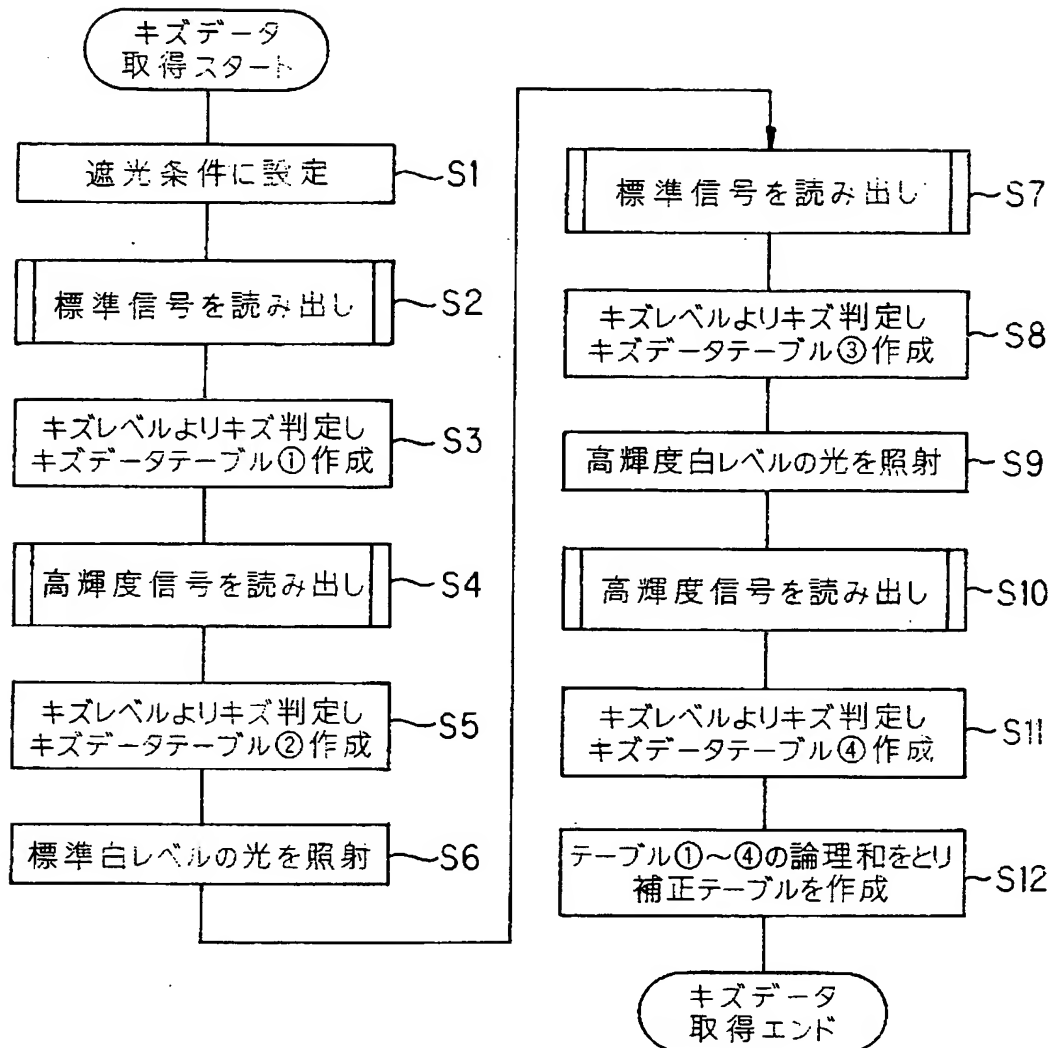 キズデータ
取得スタート
遮光条件に設定
S1
標準信号を読み出し
S2
キズレベルよりキズ判定し
キズデータテーブル①作成
S3
高輝度信号を読み出し
S4
キズレベルよりキズ判定し
キズデータテーブル②作成
S5
標準白レベルの光を照射
S6
標準信号を読み出し
S7
キズレベルよりキズ判定し
キズデータテーブル③作成
S8
高輝度白レベルの光を照射
S9
高輝度信号を読み出し
S10
キズレベルよりキズ判定し
キズデータテーブル④作成
S11
テーブル①~④の論理和をとり
補正テーブルを作成
S12
キズデータ
取得エンド